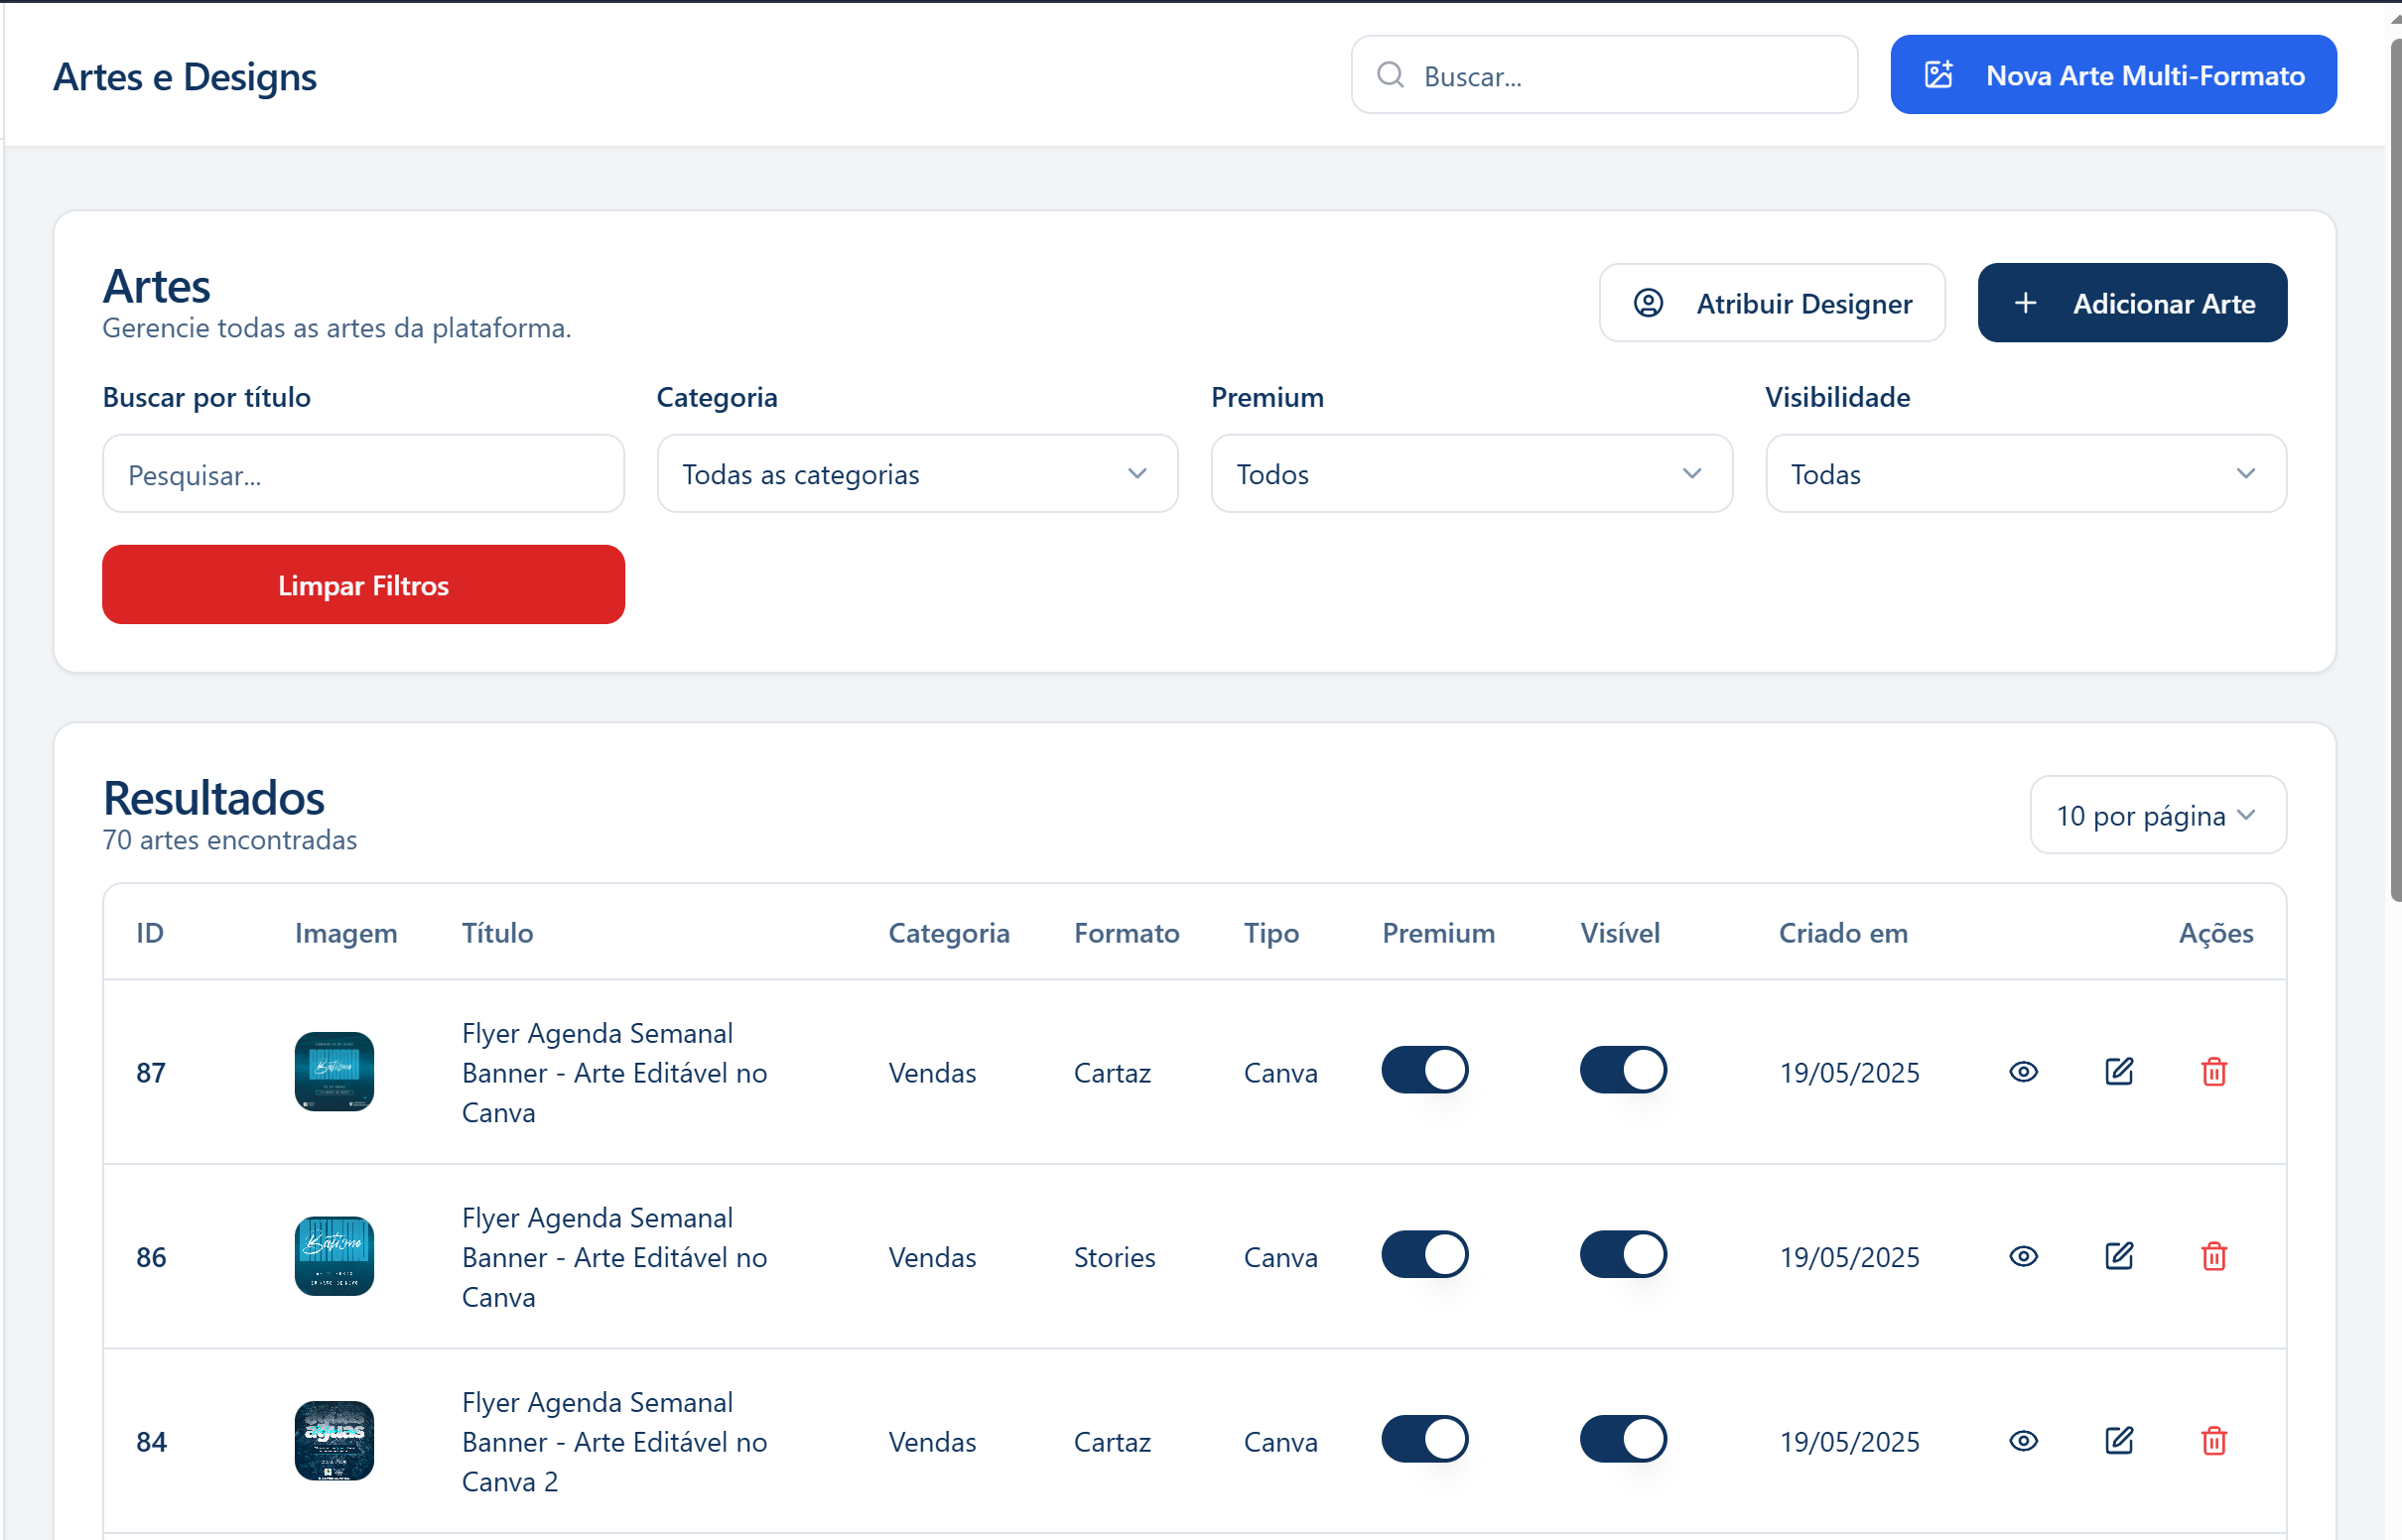 Artes e Designs
Buscar...
Nova Arte Multi-Formato
Artes
Gerencie todas as artes da plataforma.
Atribuir Designer
Adicionar Arte
Buscar por título
Categoria
Premium
Visibilidade
Pesquisar...
Todas as categorias
Todos
Todas
Limpar Filtros
Resultados
70 artes encontradas
10 por página
ID Imagem Título Categoria Formato Tipo Premium Visível Criado em Ações
87
Batismo
Flyer Agenda Semanal
Banner - Arte Editável no
Canva
Vendas Cartaz Canva 19/05/2025
86
Batismo
Flyer Agenda Semanal
Banner - Arte Editável no
Canva
Vendas Stories Canva 19/05/2025
84
aguas
Flyer Agenda Semanal
Banner - Arte Editável no
Canva 2
Vendas Cartaz Canva 19/05/2025